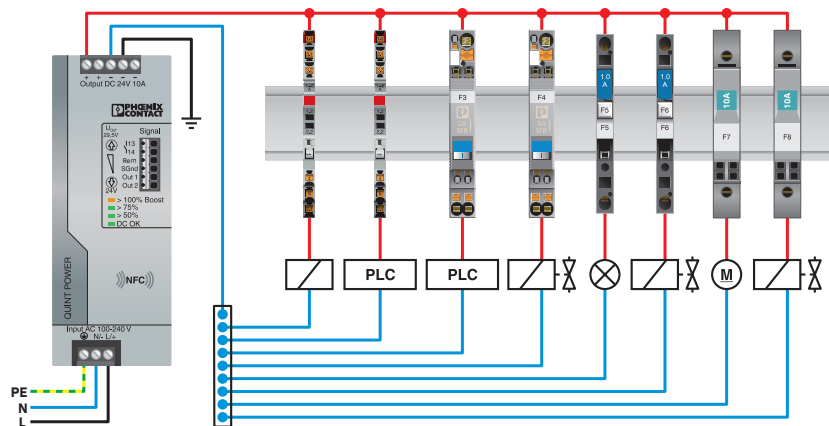 + + − − −
Output DC 24V 10A
PHŒNIX
CONTACT
UOut
29,5V
24V
Signal
13
14
Rem
SGnd
Out 1
Out 2
> 100% Boost
> 75%
> 50%
DC OK
NFC
QUINT POWER
Input AC 100-240 V
N/- L/+
PE
N
L
F3
F4
1.0
A
F5
F5
1.0
A
F6
F6
10A
F7
10A
F8
PLC
PLC
M